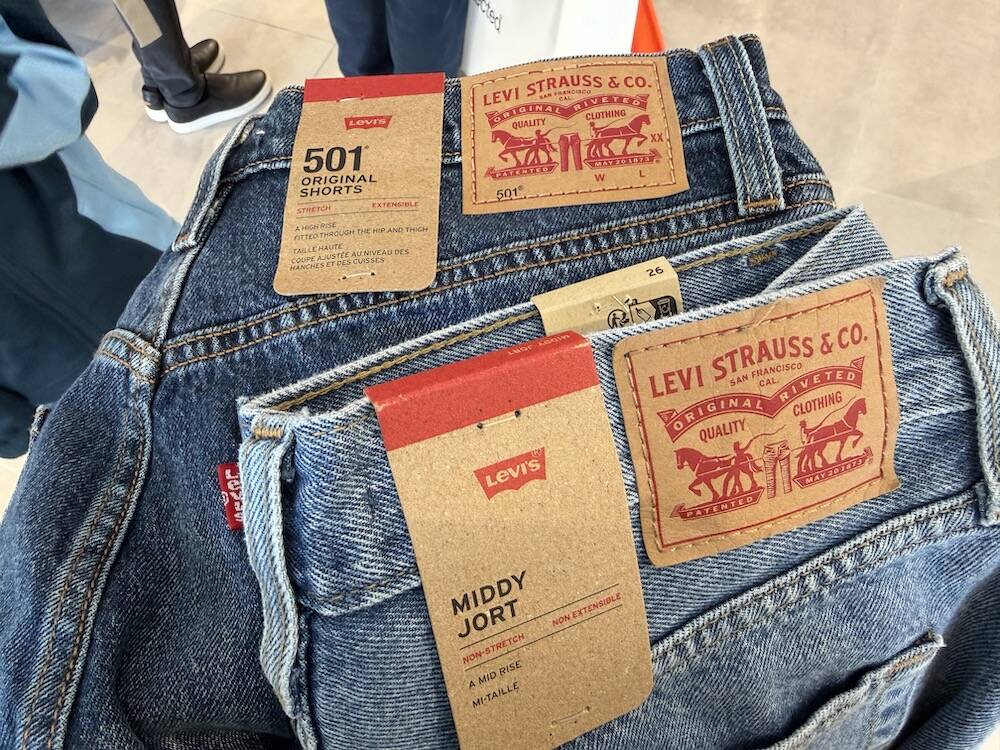 ected
LEVI'S
501®
ORIGINAL
SHORTS
STRETCH EXTENSIBLE
A HIGH RISE
FITTED THROUGH THE HIP AND THIGH
TAILLE HAUTE
COUPE AJUSTÉE AU NIVEAU DES
HANCHES ET DES CUISSES
LEVI STRAUSS & CO.
SAN FRANCISCO
CAL.
ORIGINAL RIVETED
QUALITY CLOTHING
XX
PATENTED MAY 20 1873
W L
501®
26
MIDDY JORT
LEVI'S®
MIDDY
JORT
NON-STRETCH NON EXTENSIBLE
A MID RISE
MI-TAILLE
LEVI STRAUSS & CO.
SAN FRANCISCO
CAL.
ORIGINAL RIVETED
QUALITY CLOTHING
PATENTED MAY 20 1873
LEVI'S